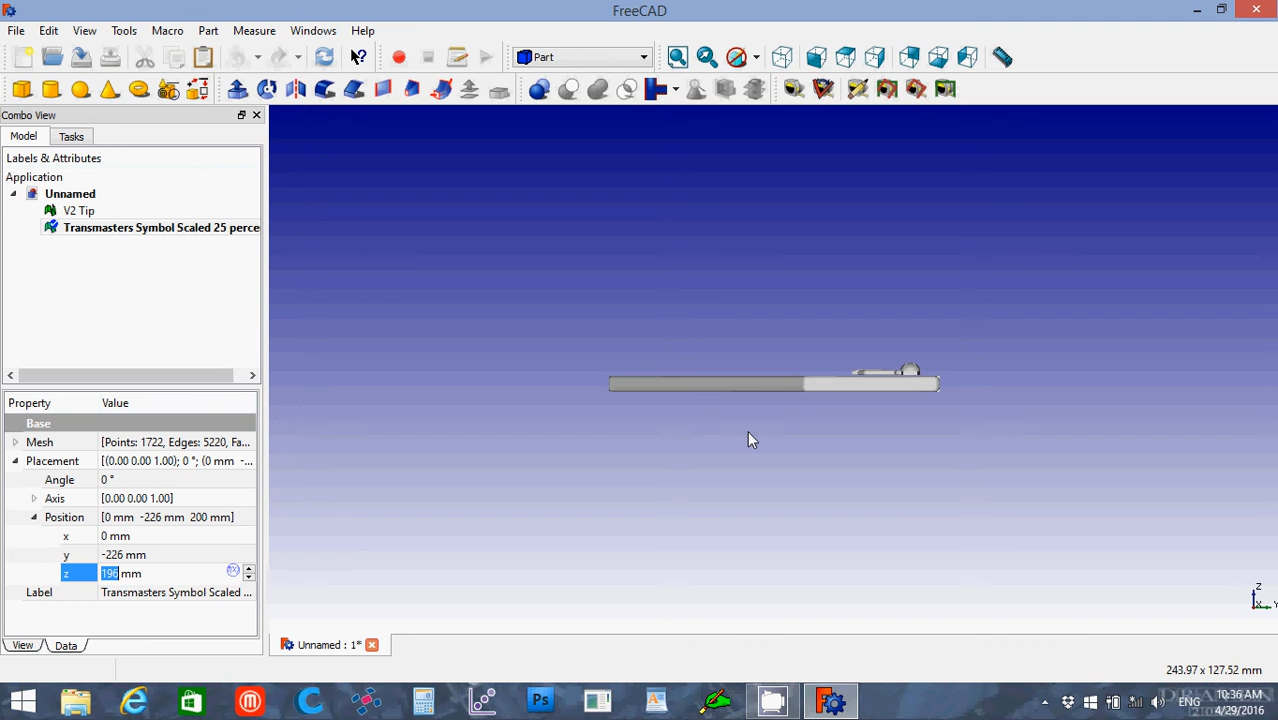 FreeCAD
File Edit View Tools Macro Part Measure Windows Help
Part
Combo View
Model Tasks
Labels & Attributes
Application
Unnamed
V2 Tip
Transmasters Symbol Scaled 25 perce
Property Value
Base
Mesh [Points: 1722, Edges: 5220, Fa...
Placement [(0.00 0.00 1.00); 0 °; (0 mm -...
Angle 0 °
Axis [0.00 0.00 1.00]
Position [0 mm -226 mm 200 mm]
x 0 mm
y -226 mm
z 196 mm
Label Transmasters Symbol Scaled ...
View Data
Unnamed : 1*
Z
X
Y
243.97 x 127.52 mm
Ps
ENG
10:36 AM
4/29/2016